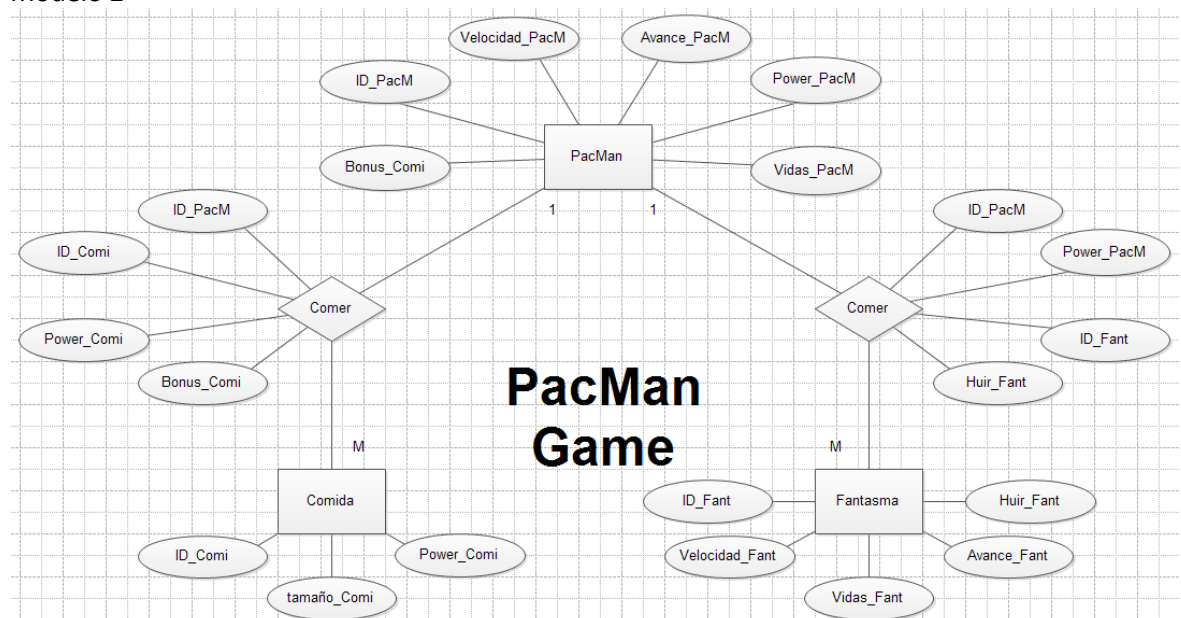 Velocidad_PacM
Avance_PacM
ID_PacM
Power_PacM
PacMan
Bonus_Comi
Vidas_PacM
1
1
ID_PacM
ID_PacM
ID_Comi
Power_PacM
Comer
Comer
Power_Comi
ID_Fant
Bonus_Comi
Huir_Fant
PacMan
Game
M
M
Comida
ID_Fant
Fantasma
Huir_Fant
ID_Comi
Power_Comi
Velocidad_Fant
Avance_Fant
tamaño_Comi
Vidas_Fant